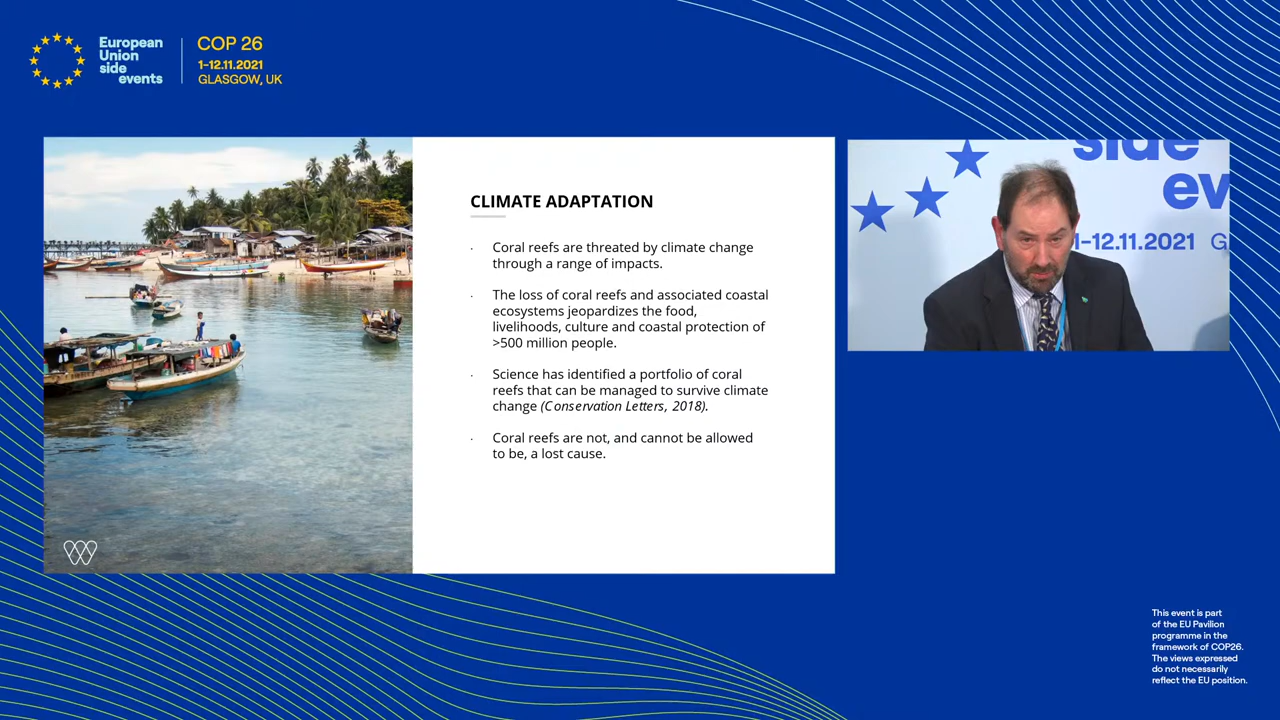 European
Union
side
events
COP 26
1-12.11.2021
GLASGOW, UK
CLIMATE ADAPTATION
· Coral reefs are threated by climate change
through a range of impacts.
· The loss of coral reefs and associated coastal
ecosystems jeopardizes the food,
livelihoods, culture and coastal protection of
>500 million people.
· Science has identified a portfolio of coral
reefs that can be managed to survive climate
change (Conservation Letters, 2018).
· Coral reefs are not, and cannot be allowed
to be, a lost cause.
side
ev
1-12.11.2021 G
This event is part
of the EU Pavilion
programme in the
framework of COP26.
The views expressed
do not necessarily
reflect the EU position.